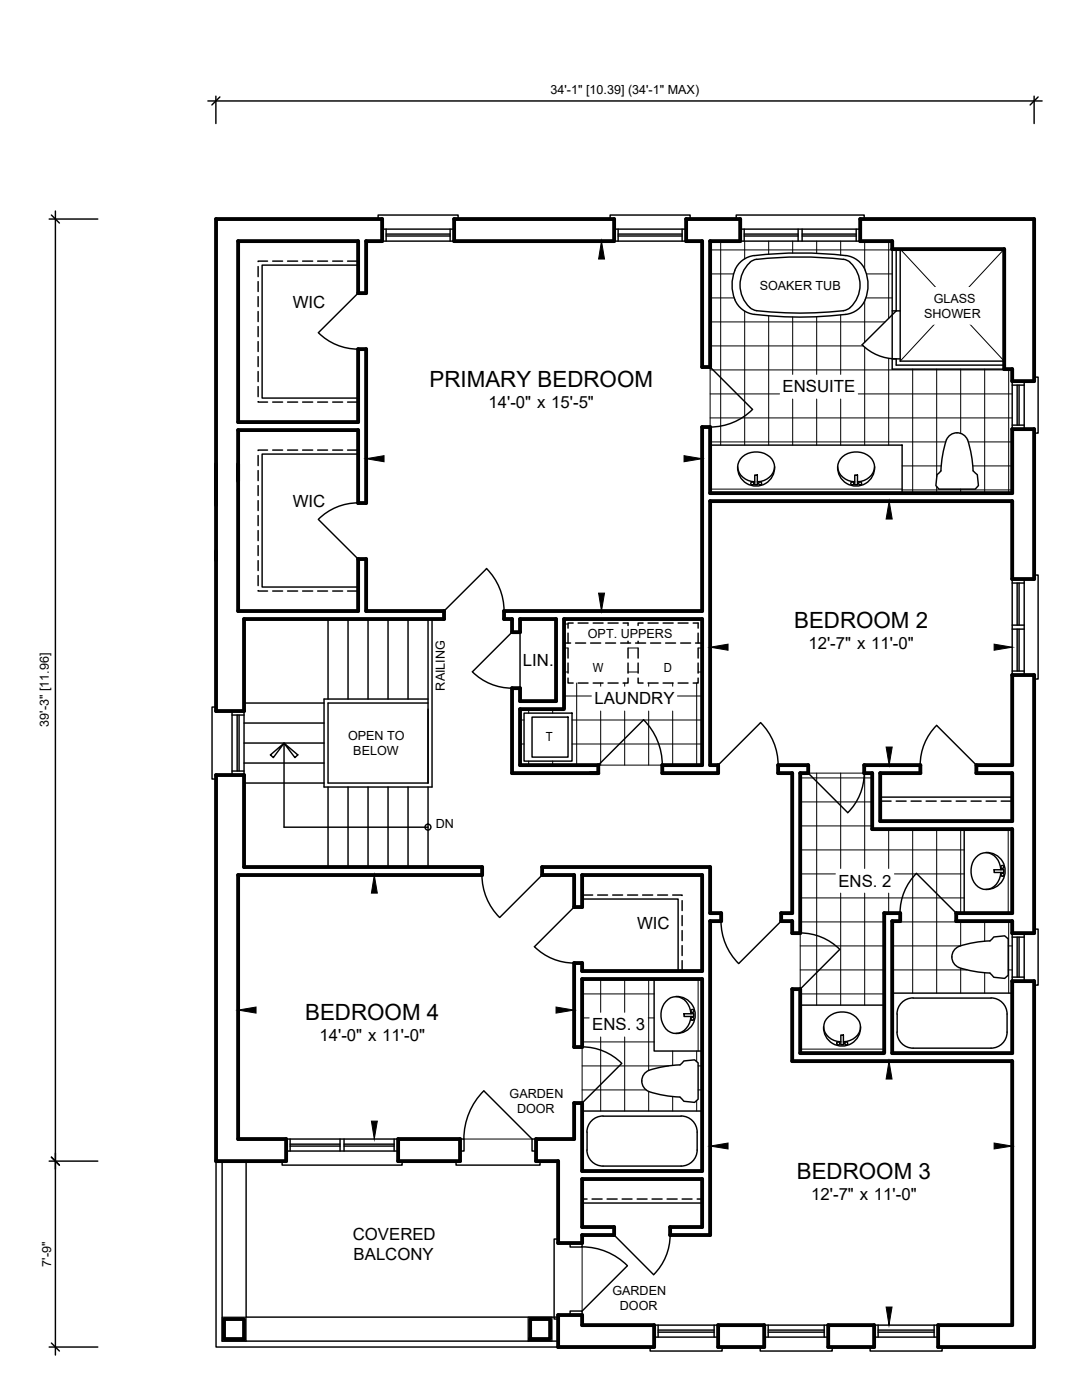 34'-1" [10.39] (34'-1" MAX)
WIC
SOAKER TUB
GLASS
SHOWER
PRIMARY BEDROOM
14'-0" x 15'-5"
ENSUITE
WIC
39'-3" [11.96]
RAILING
LIN.
OPT. UPPERS
W
D
LAUNDRY
T
BEDROOM 2
12'-7" x 11'-0"
OPEN TO
BELOW
DN
ENS. 2
WIC
BEDROOM 4
14'-0" x 11'-0"
ENS. 3
GARDEN
DOOR
BEDROOM 3
12'-7" x 11'-0"
7'-9"
COVERED
BALCONY
GARDEN
DOOR